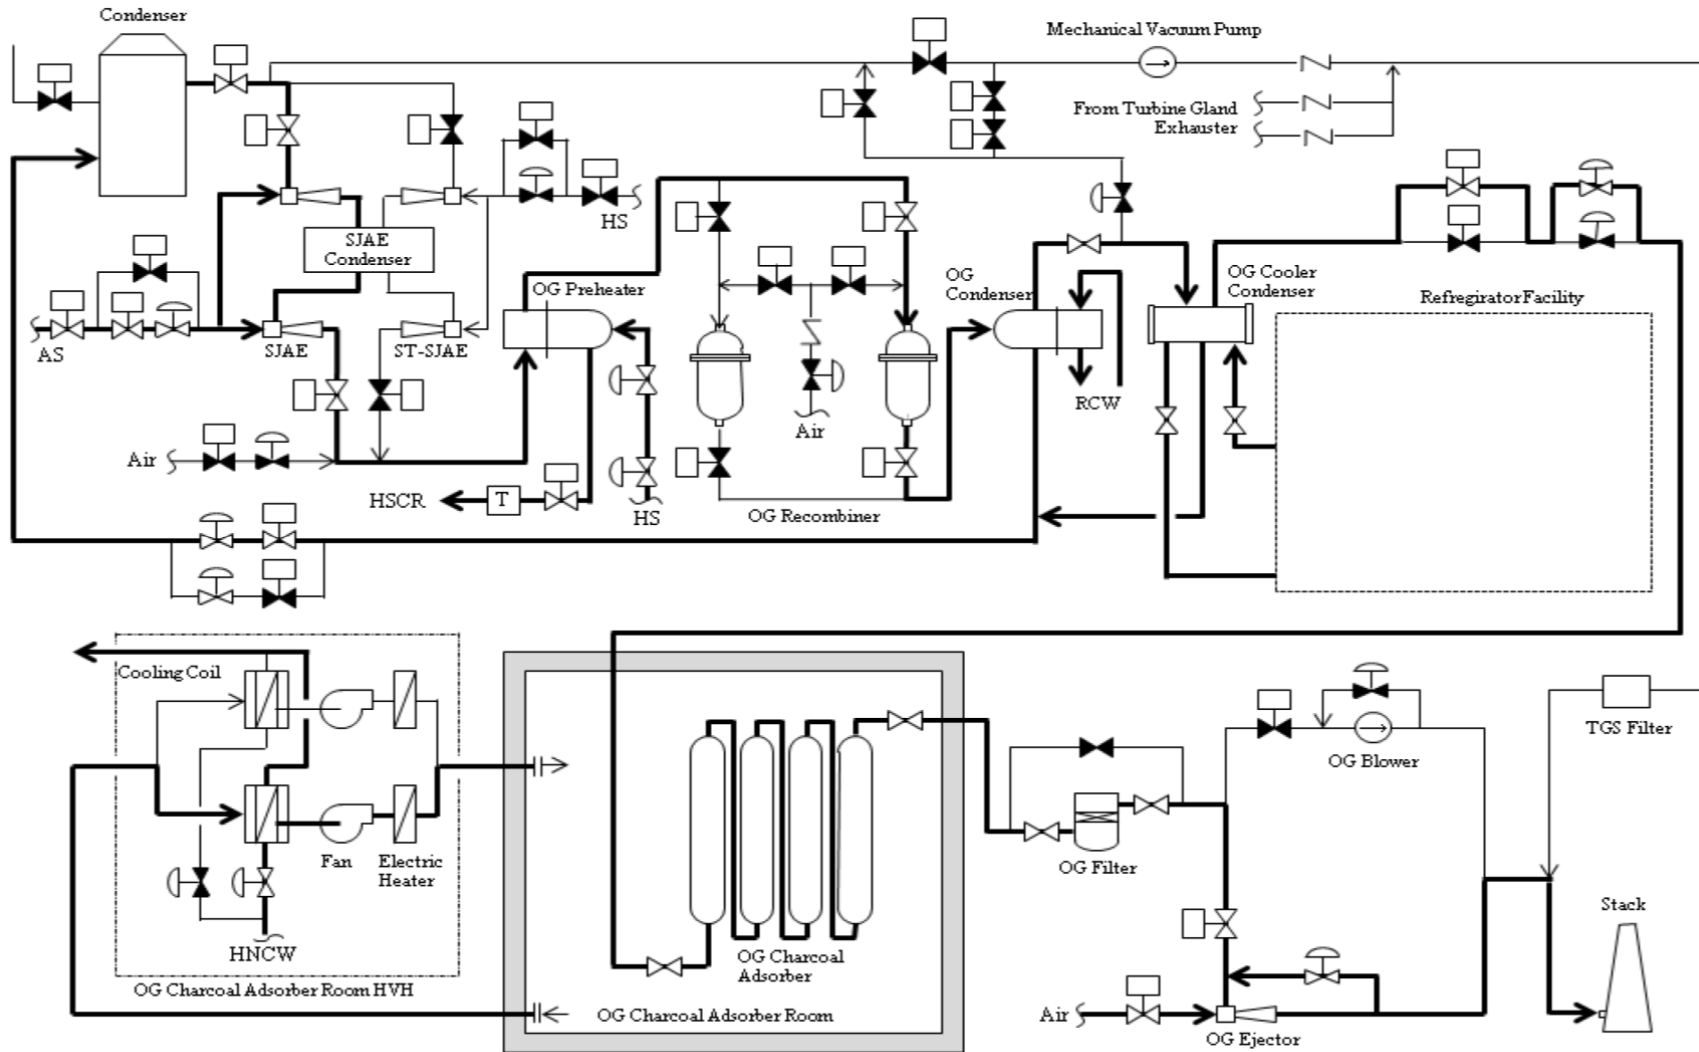 Condenser
Mechanical Vacuum Pump
From Turbine Gland
Exhauster
HS
SJAE
Condenser
OG Preheater
OG
Condenser
OG Cooler
Condenser
Refregirator Facility
AS
SJAE
ST-SJAE
RCW
Air
Air
HSCR
T
HS
OG Recombiner
Cooling Coil
TGS Filter
OG Blower
Fan
Electric
Heater
OG Filter
Stack
HNCW
OG Charcoal
Adsorber
OG Charcoal Adsorber Room HVH
OG Charcoal Adsorber Room
Air
OG Ejector